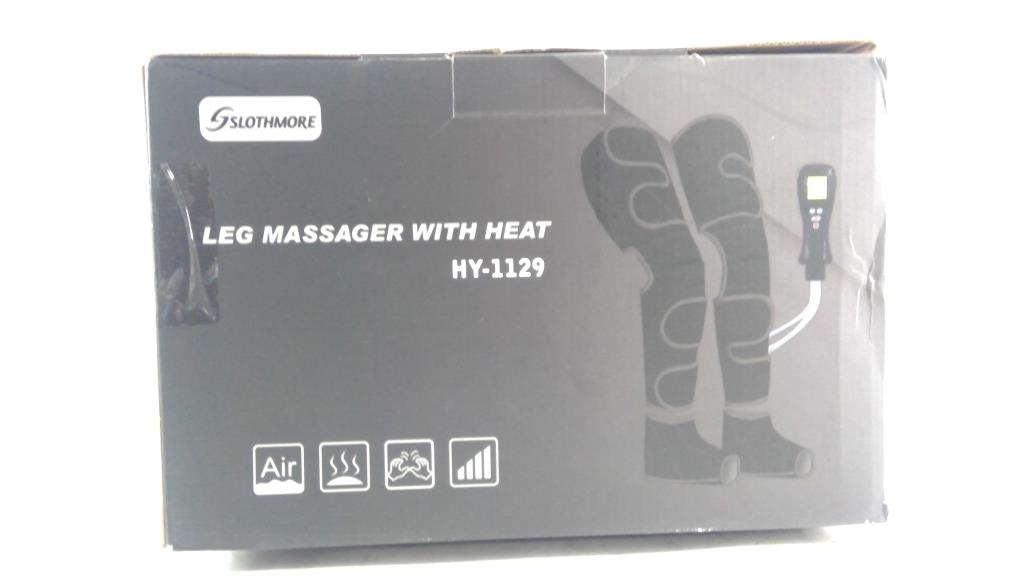 SLOTHMORE
LEG MASSAGER WITH HEAT
HY-1129
Air